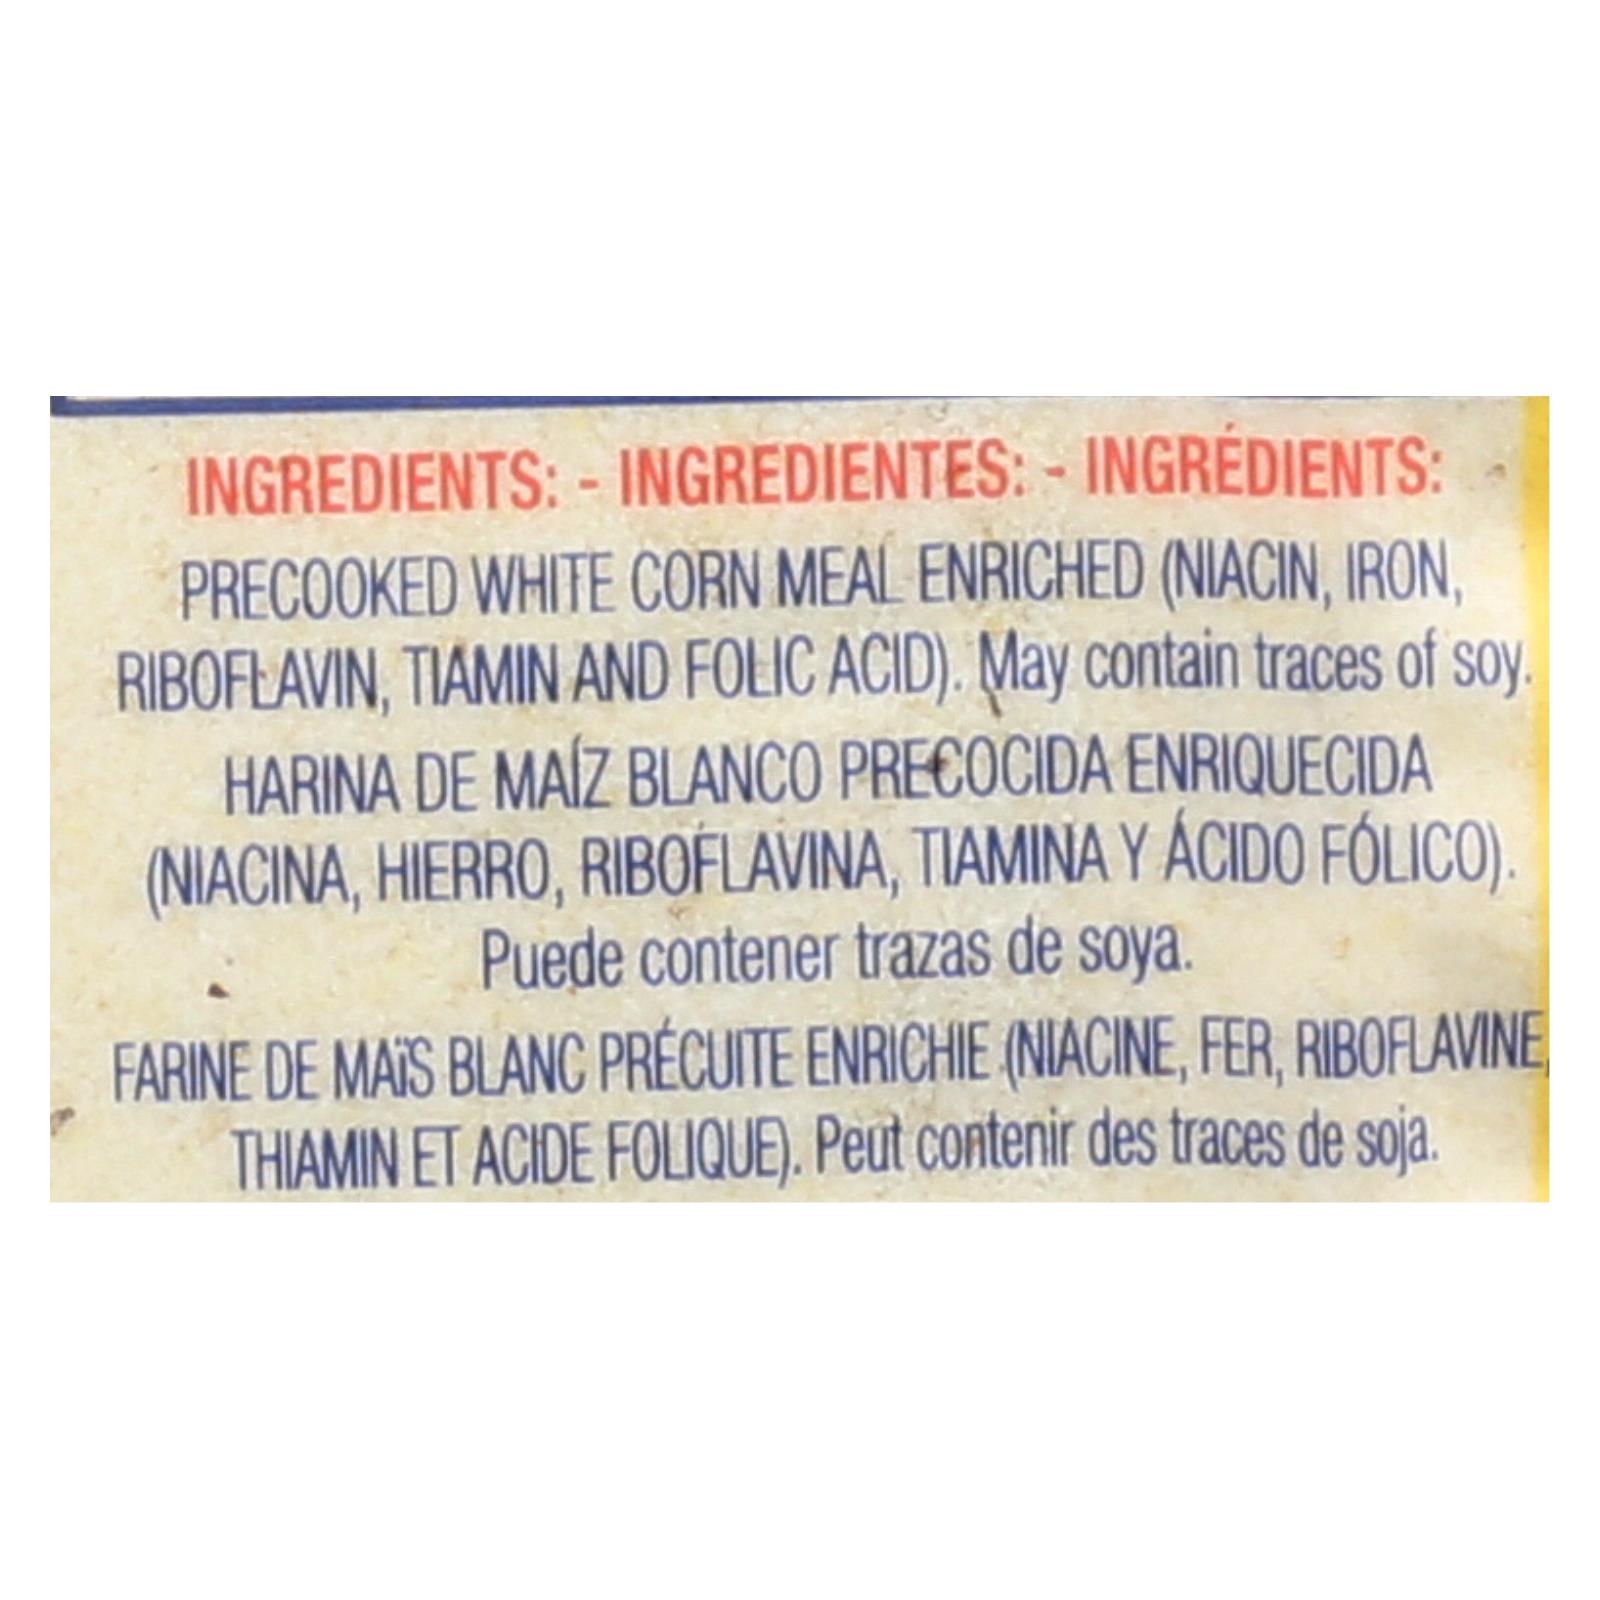 INGREDIENTS: - INGREDIENTES: - INGRÉDIENTS:
PRECOOKED WHITE CORN MEAL ENRICHED (NIACIN, IRON,
RIBOFLAVIN, TIAMIN AND FOLIC ACID). May contain traces of soy.
HARINA DE MAÍZ BLANCO PRECOCIDA ENRIQUECIDA
(NIACINA, HIERRO, RIBOFLAVINA, TIAMINA Y ÁCIDO FÓLICO).
Puede contener trazas de soya.
FARINE DE MAÏS BLANC PRÉCUITE ENRICHIE (NIACINE, FER, RIBOFLAVINE,
THIAMIN ET ACIDE FOLIQUE). Peut contenir des traces de soja.